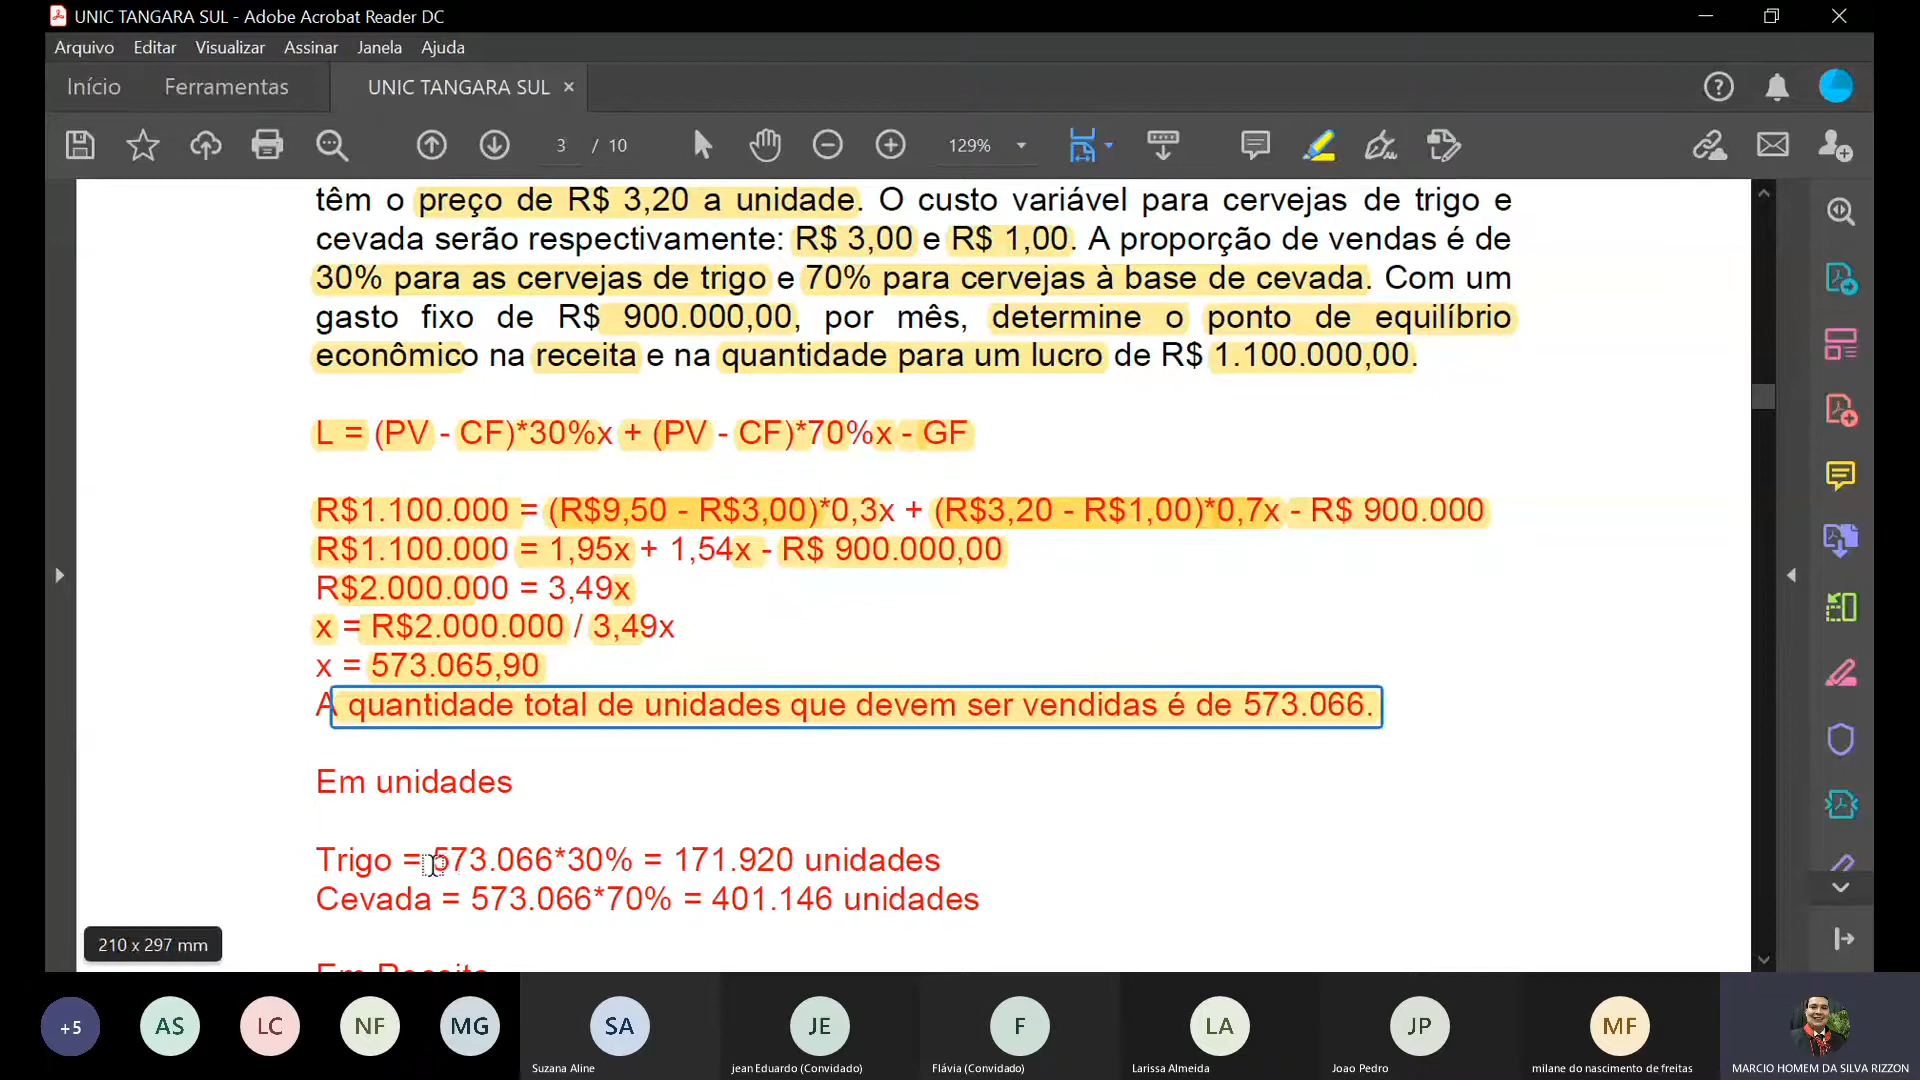 UNIC TANGARA SUL - Adobe Acrobat Reader DC
Arquivo Editar Visualizar Assinar Janela Ajuda
Início Ferramentas UNIC TANGARA SUL ×
3 / 10 129%
têm o preço de R$ 3,20 a unidade. O custo variável para cervejas de trigo e
cevada serão respectivamente: R$ 3,00 e R$ 1,00. A proporção de vendas é de
30% para as cervejas de trigo e 70% para cervejas à base de cevada. Com um
gasto fixo de R$ 900.000,00, por mês, determine o ponto de equilíbrio
econômico na receita e na quantidade para um lucro de R$ 1.100.000,00.
L = (PV - CF)*30%x + (PV - CF)*70%x - GF
R$1.100.000 = (R$9,50 - R$3,00)*0,3x + (R$3,20 - R$1,00)*0,7x - R$ 900.000
R$1.100.000 = 1,95x + 1,54x - R$ 900.000,00
R$2.000.000 = 3,49x
x = R$2.000.000 / 3,49x
x = 573.065,90
A quantidade total de unidades que devem ser vendidas é de 573.066.
Em unidades
Trigo = 573.066*30% = 171.920 unidades
Cevada = 573.066*70% = 401.146 unidades
210 x 297 mm
Em Receita
+5 AS LC NF MG SA JE F LA JP MF
Suzana Aline jean Eduardo (Convidado) Flávia (Convidado) Larissa Almeida Joao Pedro milane do nascimento de freitas MARCIO HOMEM DA SILVA RIZZON